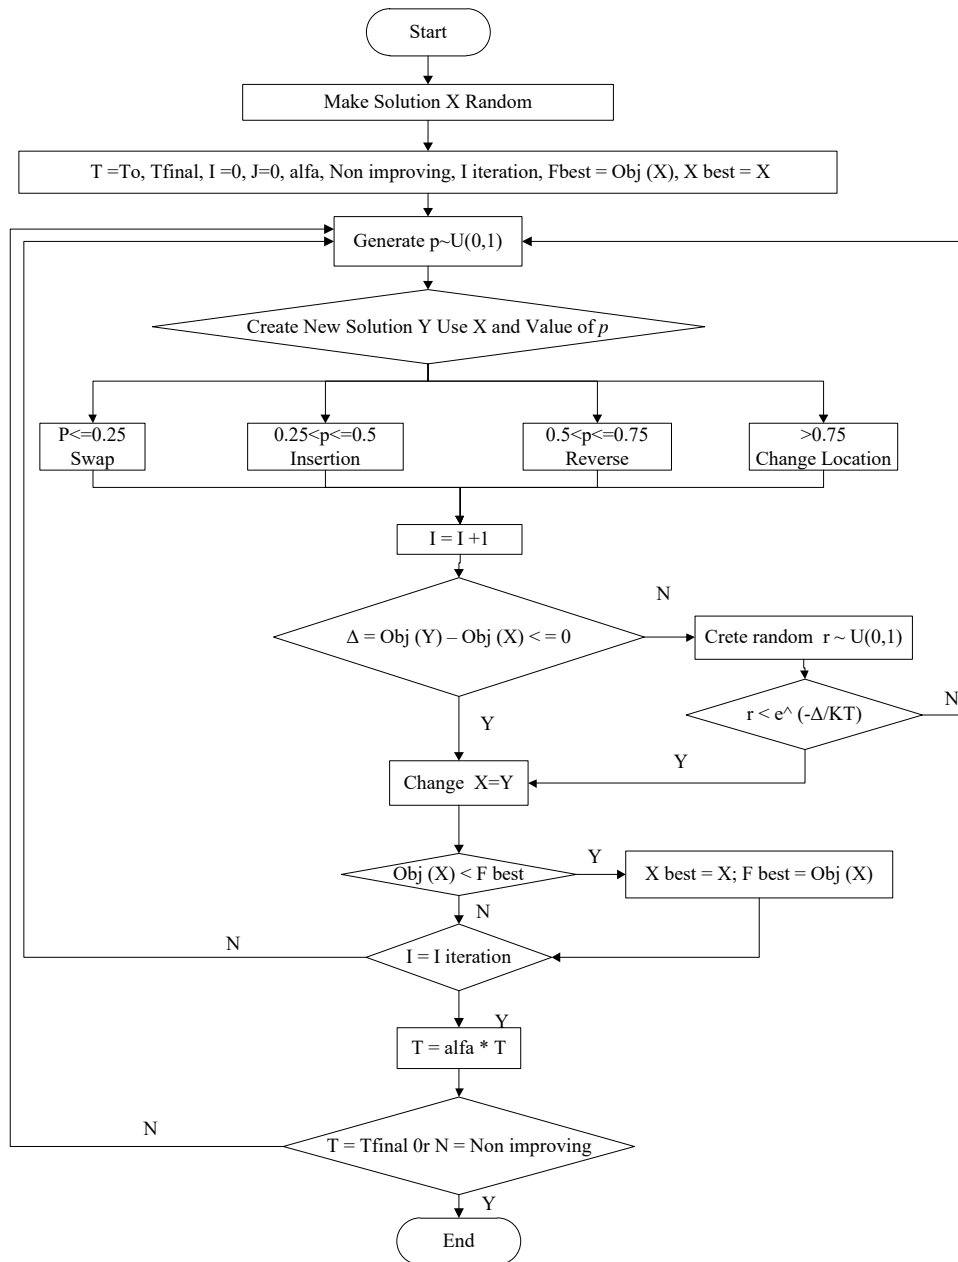 Start
Make Solution X Random
T =To, Tfinal, I =0, J=0, alfa, Non improving, I iteration, Fbest = Obj (X), X best = X
Generate p~U(0,1)
Create New Solution Y Use X and Value of p
P<=0.25
Swap
0.25<p<=0.5
Insertion
0.5<p<=0.75
Reverse
>0.75
Change Location
I = I +1
N
Δ = Obj (Y) – Obj (X) < = 0
Crete random r ~ U(0,1)
r < e^ (-Δ/KT)
N
Y
Y
Change X=Y
Obj (X) < F best
Y
X best = X; F best = Obj (X)
N
I = I iteration
N
Y
T = alfa * T
N
T = Tfinal 0r N = Non improving
Y
End